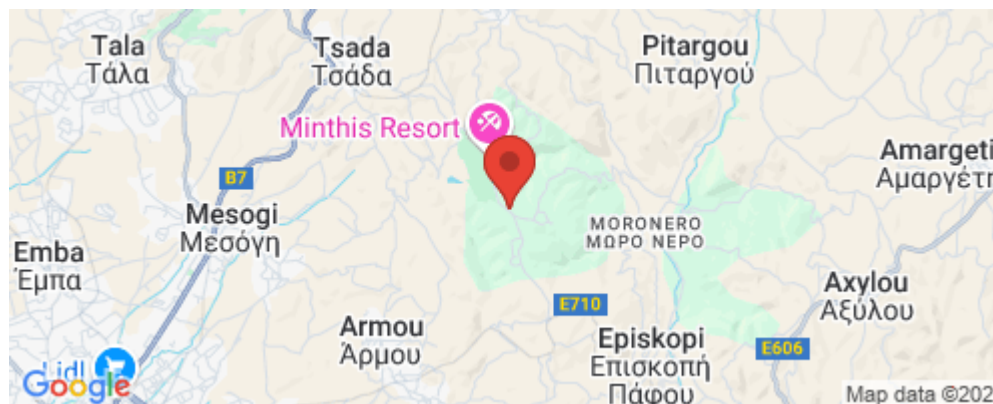 Tala
Τάλα
Tsada
Τσάδα
Pitargou
Πιταργού
Minthis Resort
Amargeti
Αμαργέτη
B7
Mesogi
Μεσόγη
MORONERO
ΜΩΡΟ ΝΕΡΟ
Emba
Έμπα
Axylou
Αξύλου
E710
Armou
Άρμου
Episkopi
Επισκοπή
Πάφου
E606
Lidl
Google
Map data ©202